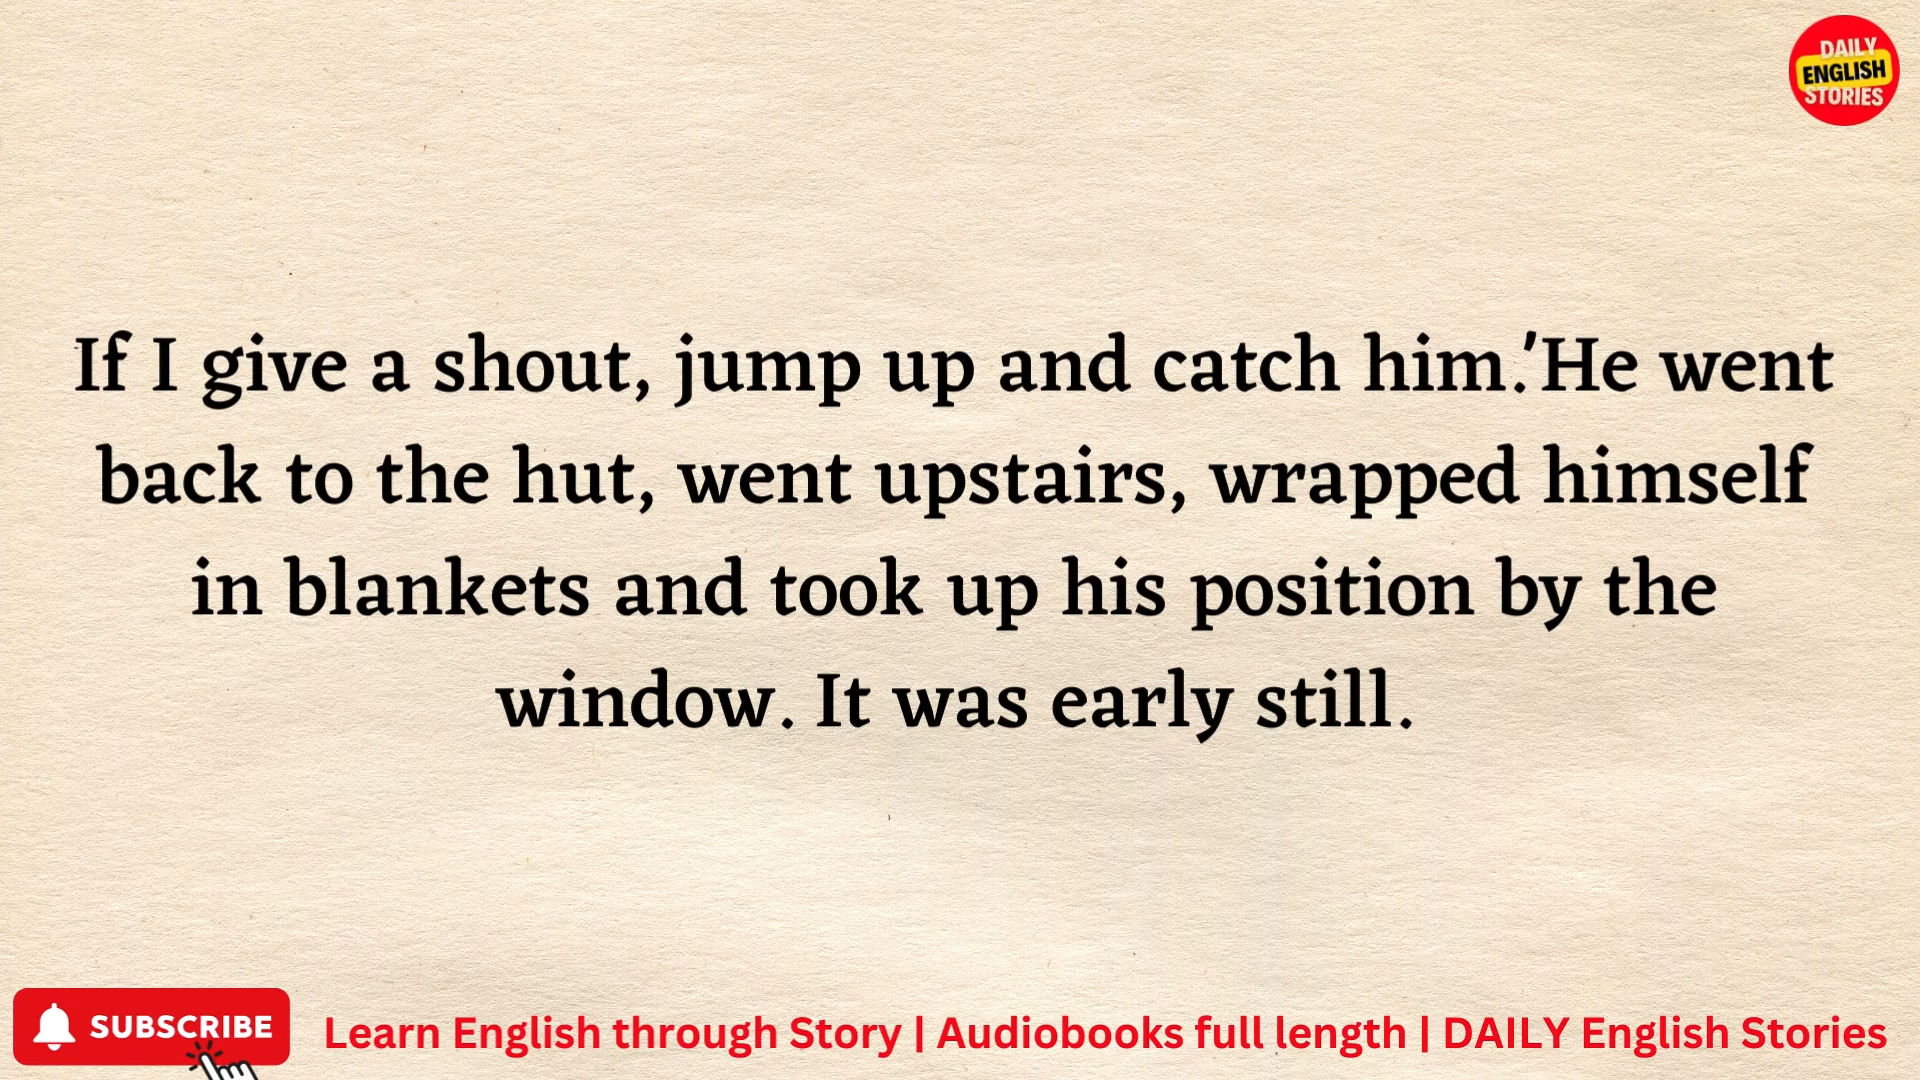 DAILY
ENGLISH
STORIES
If I give a shout, jump up and catch him.'He went
back to the hut, went upstairs, wrapped himself
in blankets and took up his position by the
window. It was early still.
SUBSCRIBE
Learn English through Story | Audiobooks full length | DAILY English Stories